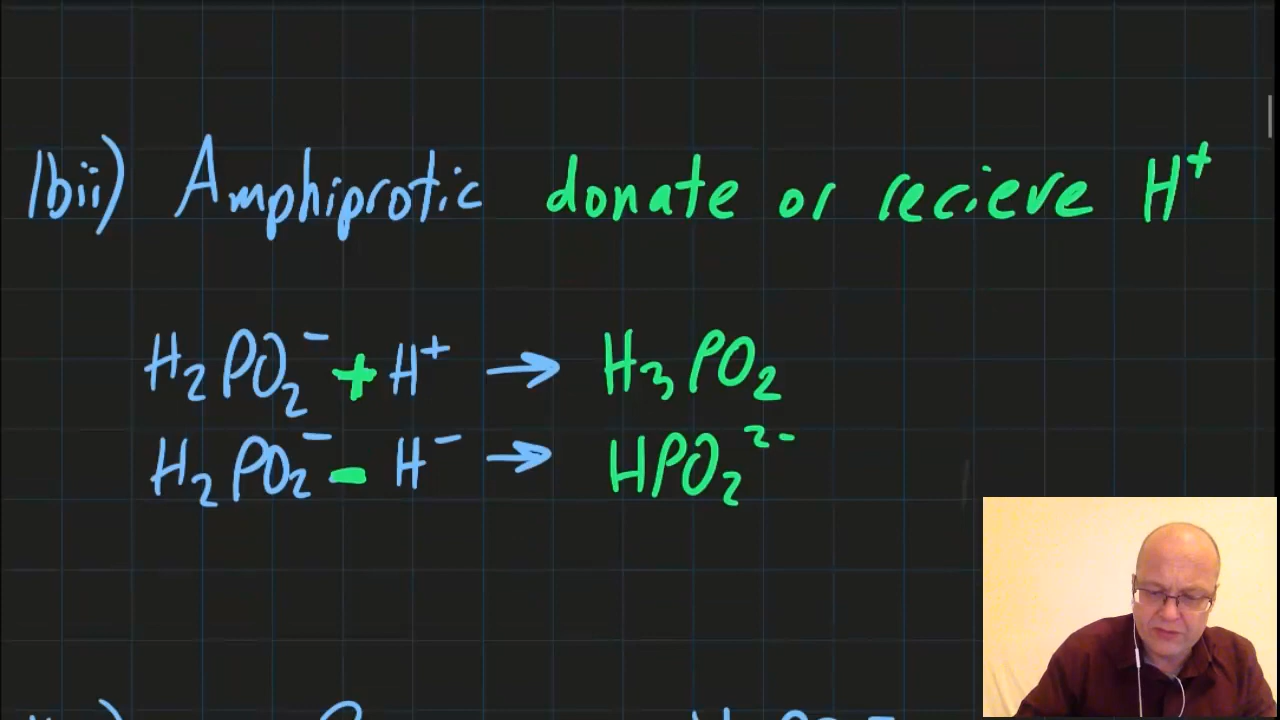 1bii) Amphiprotic donate or recieve H⁺
H₂PO₂⁻ + H⁺ → H₃PO₂
H₂PO₂⁻ - H⁻ → HPO₂²⁻